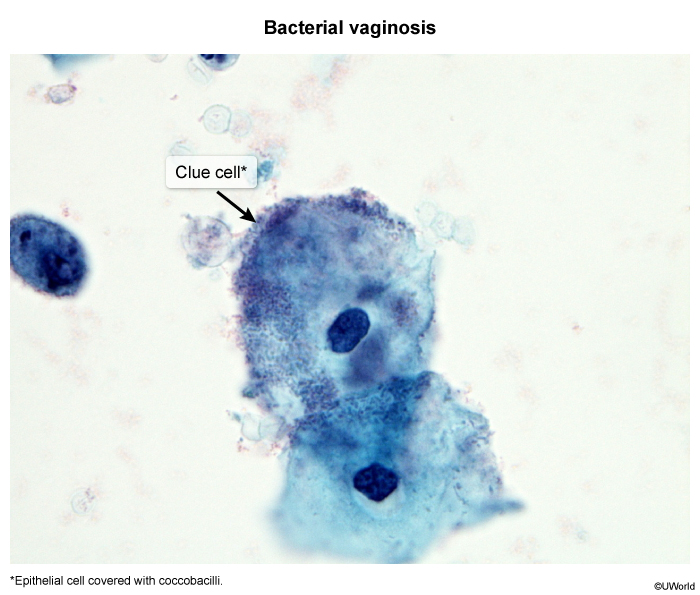 Bacterial vaginosis
Clue cell*
*Epithelial cell covered with coccobacilli.
©UWorld